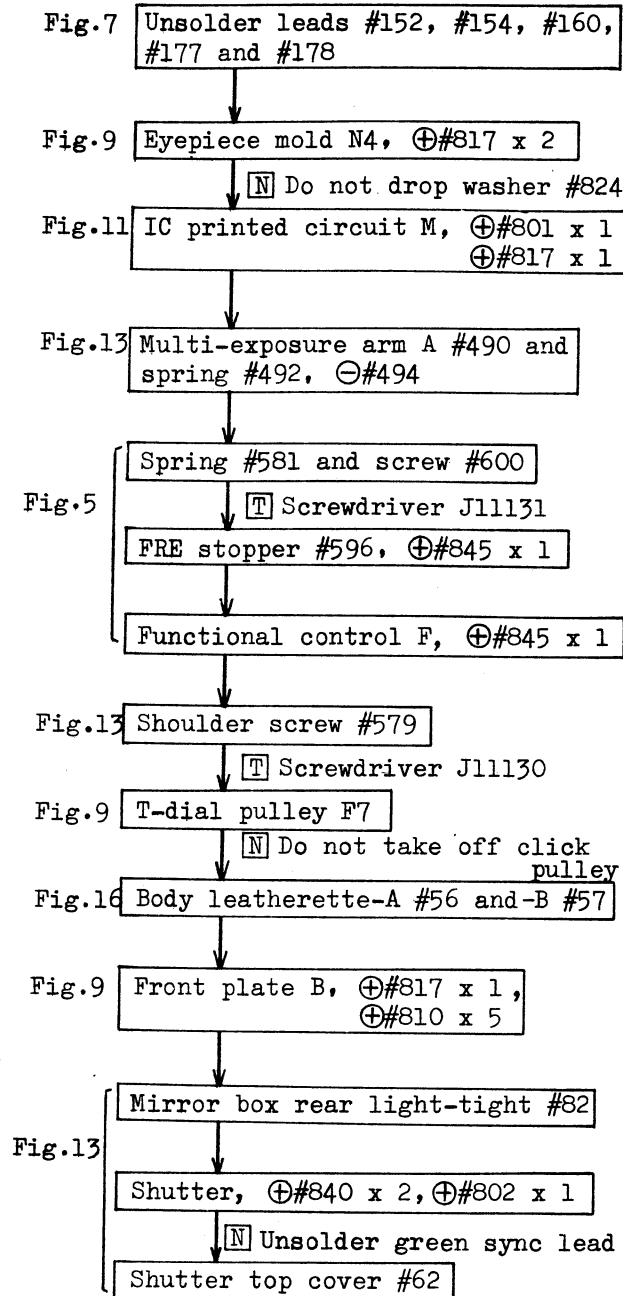 Fig.7 Unsolder leads #152, #154, #160,
#177 and #178
Fig.9 Eyepiece mold N4, ⊕#817 x 2
N Do not drop washer #824
Fig.11 IC printed circuit M, ⊕#801 x 1
⊕#817 x 1
Fig.13 Multi-exposure arm A #490 and
spring #492, ⊖#494
Spring #581 and screw #600
Fig.5 T Screwdriver J11131
FRE stopper #596, ⊕#845 x 1
Functional control F, ⊕#845 x 1
Fig.13 Shoulder screw #579
T Screwdriver J11130
Fig.9 T-dial pulley F7
N Do not take off click
pulley
Fig.16 Body leatherette-A #56 and-B #57
Fig.9 Front plate B, ⊕#817 x 1,
⊕#810 x 5
Mirror box rear light-tight #82
Fig.13
Shutter, ⊕#840 x 2, ⊕#802 x 1
N Unsolder green sync lead
Shutter top cover #62